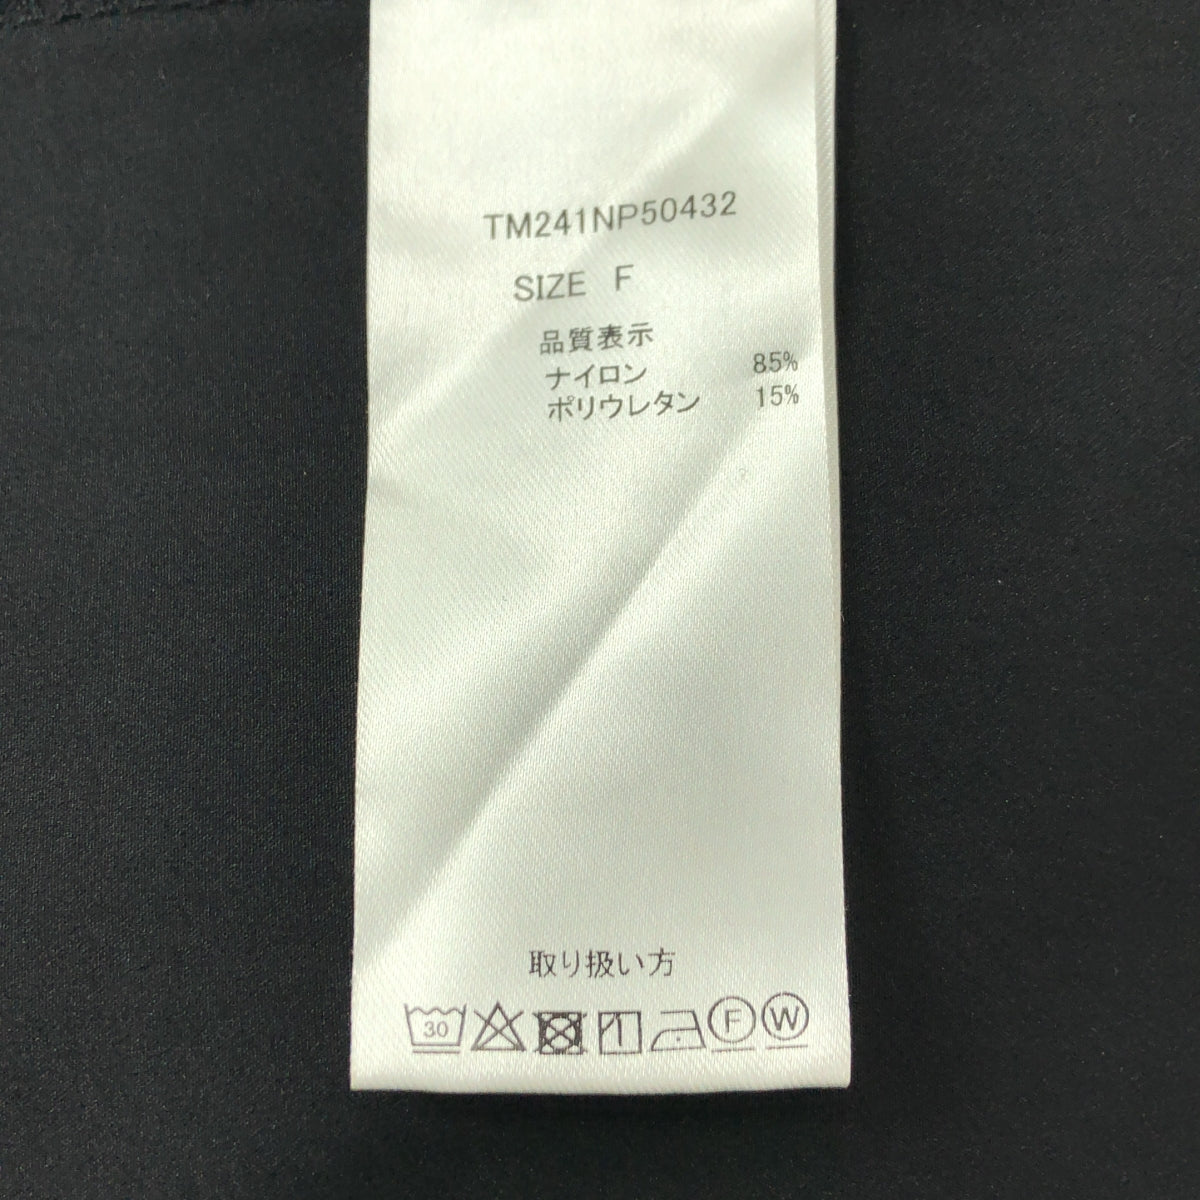 TM241NP50432
SIZE F
品質表示
ナイロン 85%
ポリウレタン 15%
取り扱い方
30 F W